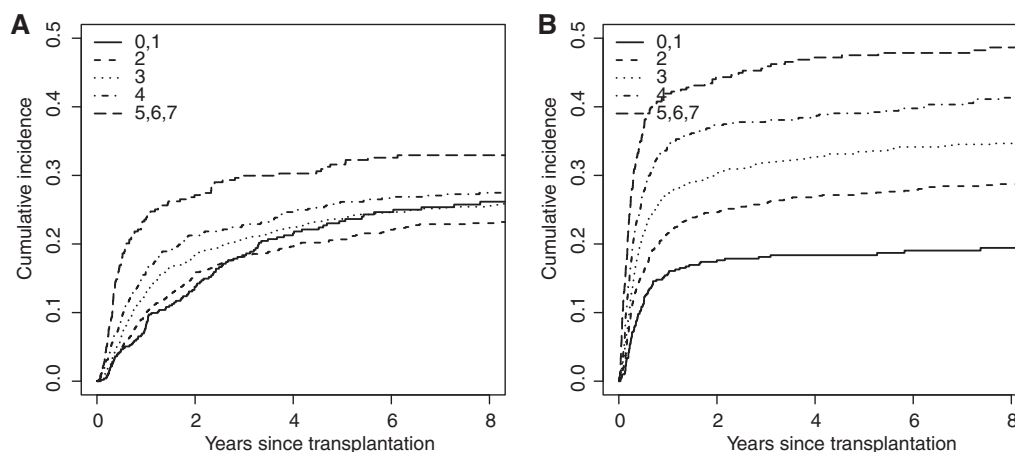 A
0,1
2
3
4
5,6,7
Cumulative incidence
0.5
0.4
0.3
0.2
0.1
0.0
0 2 4 6 8
Years since transplantation
B
0,1
2
3
4
5,6,7
Cumulative incidence
0.5
0.4
0.3
0.2
0.1
0.0
0 2 4 6 8
Years since transplantation